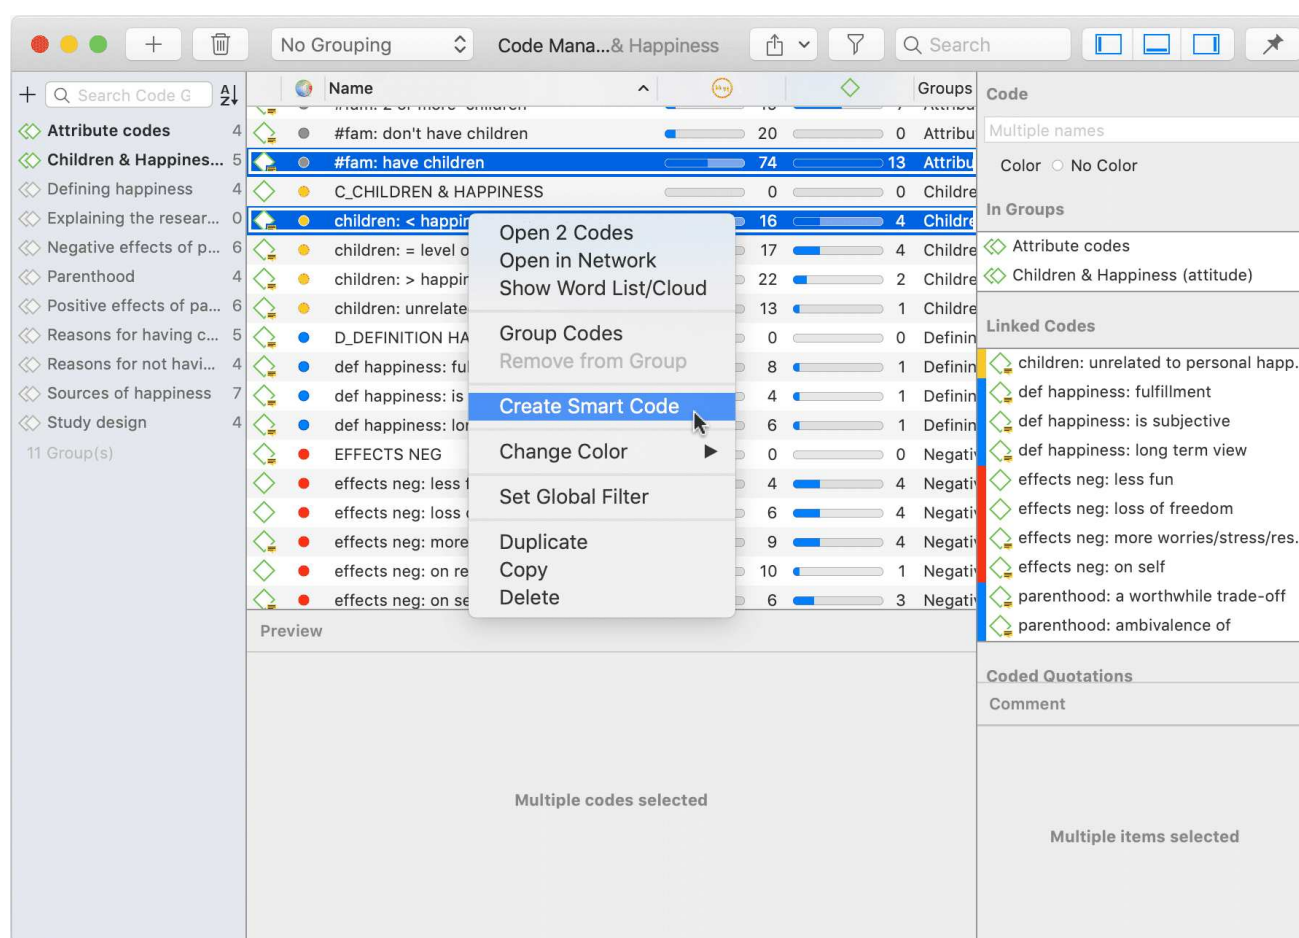 No Grouping
Code Mana...& Happiness
Search
Search Code G
Attribute codes 4
Children & Happines... 5
Defining happiness 4
Explaining the resear... 0
Negative effects of p... 6
Parenthood 4
Positive effects of pa... 6
Reasons for having c... 5
Reasons for not havi... 4
Sources of happiness 7
Study design 4
11 Group(s)
Name Groups
#fam: don't have children 20 0 Attribu
#fam: have children 74 13 Attribu
C_CHILDREN & HAPPINESS 0 0 Childre
children: < happin 16 4 Childre
children: = level o 17 4 Childre
children: > happin 22 2 Childre
children: unrelate 13 1 Childre
D_DEFINITION HA 0 0 Definin
def happiness: ful 8 1 Definin
def happiness: is 4 1 Definin
def happiness: lon 6 1 Definin
EFFECTS NEG 0 0 Negativ
effects neg: less f 4 4 Negativ
effects neg: loss o 6 4 Negativ
effects neg: more 9 4 Negativ
effects neg: on re 10 1 Negativ
effects neg: on se 6 3 Negativ
Open 2 Codes
Open in Network
Show Word List/Cloud
Group Codes
Remove from Group
Create Smart Code
Change Color
Set Global Filter
Duplicate
Copy
Delete
Preview
Multiple codes selected
Code
Multiple names
Color No Color
In Groups
Attribute codes
Children & Happiness (attitude)
Linked Codes
children: unrelated to personal happ.
def happiness: fulfillment
def happiness: is subjective
def happiness: long term view
effects neg: less fun
effects neg: loss of freedom
effects neg: more worries/stress/res.
effects neg: on self
parenthood: a worthwhile trade-off
parenthood: ambivalence of
Coded Quotations
Comment
Multiple items selected